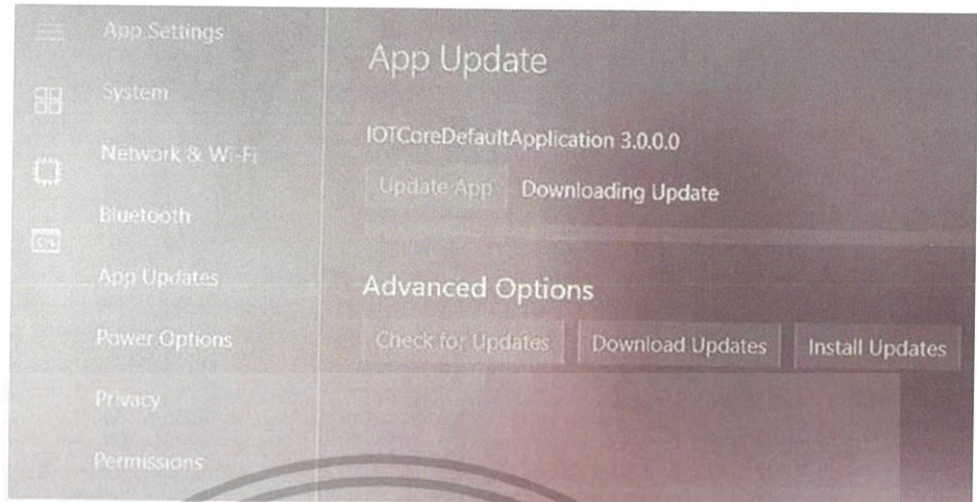 App Settings
System
Network & Wi-Fi
Bluetooth
App Updates
Power Options
Privacy
Permissions
App Update
IOTCoreDefaultApplication 3.0.0.0
Update App Downloading Update
Advanced Options
Check for Updates Download Updates Install Updates